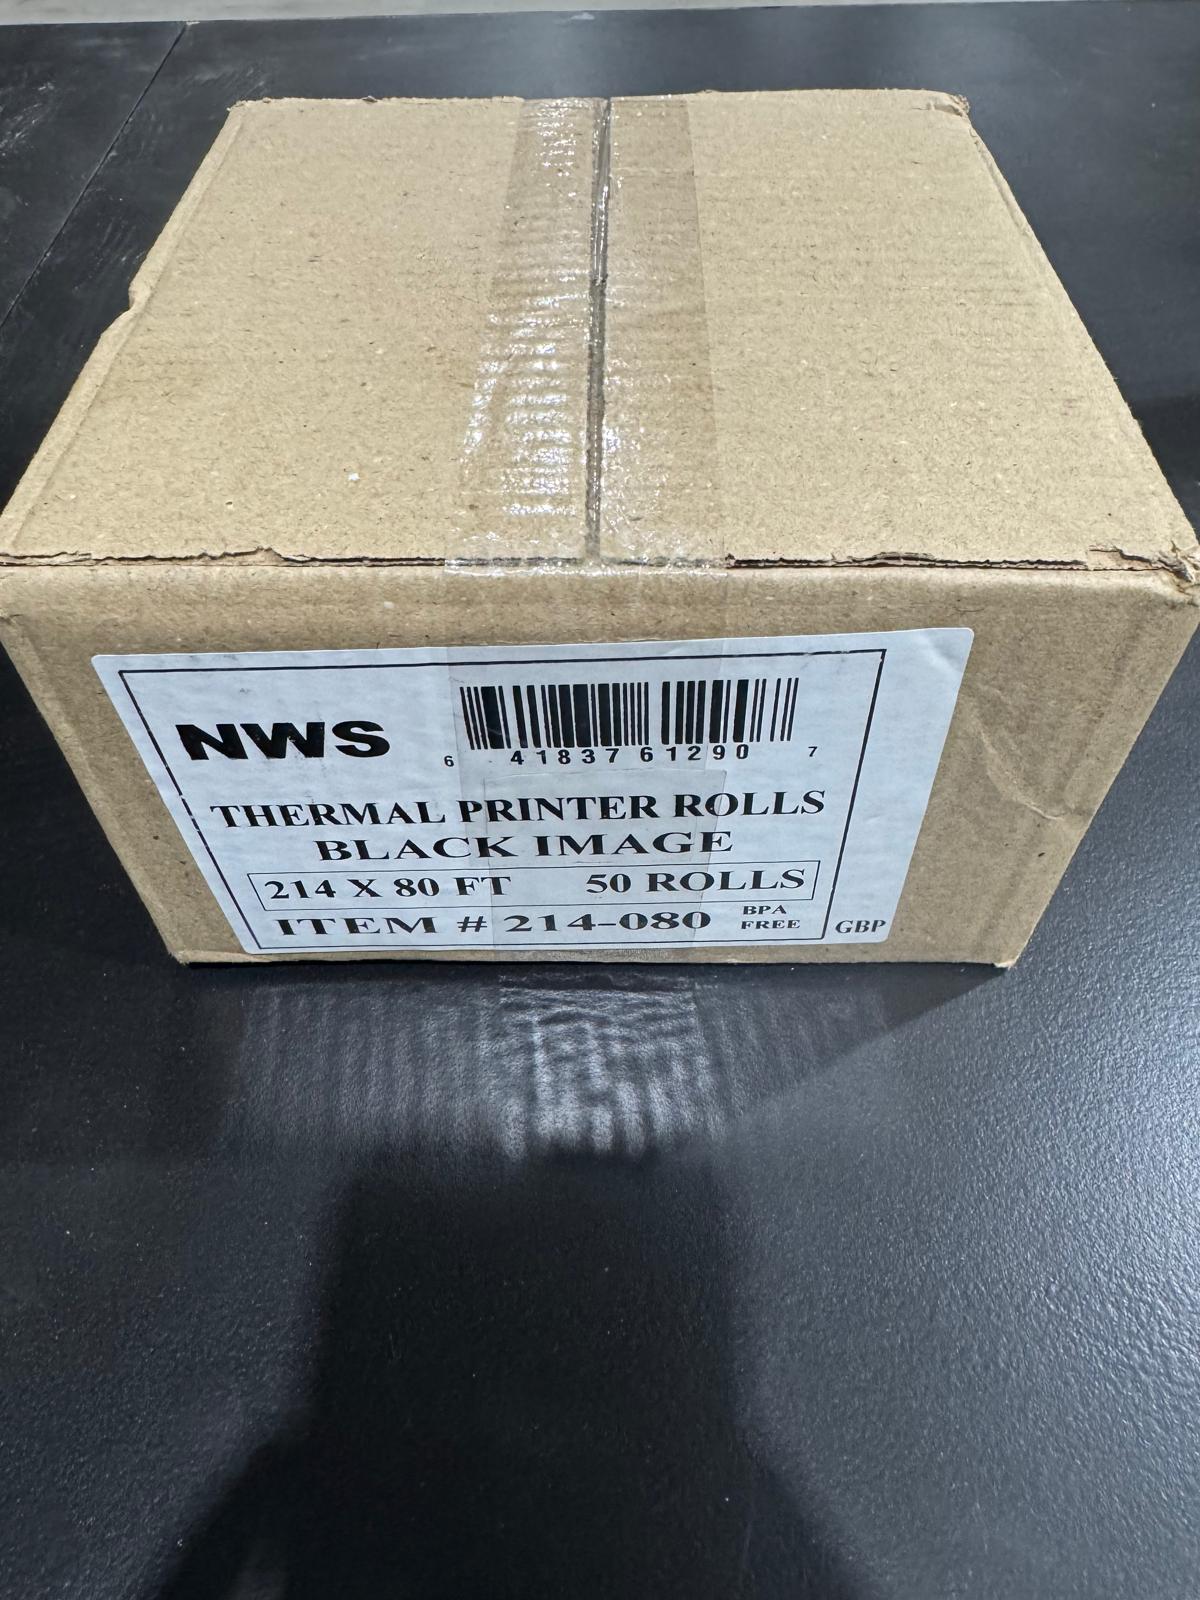 NWS
6 41837 61290 7
THERMAL PRINTER ROLLS
BLACK IMAGE
214 X 80 FT 50 ROLLS
ITEM # 214-080 BPA FREE
GBP